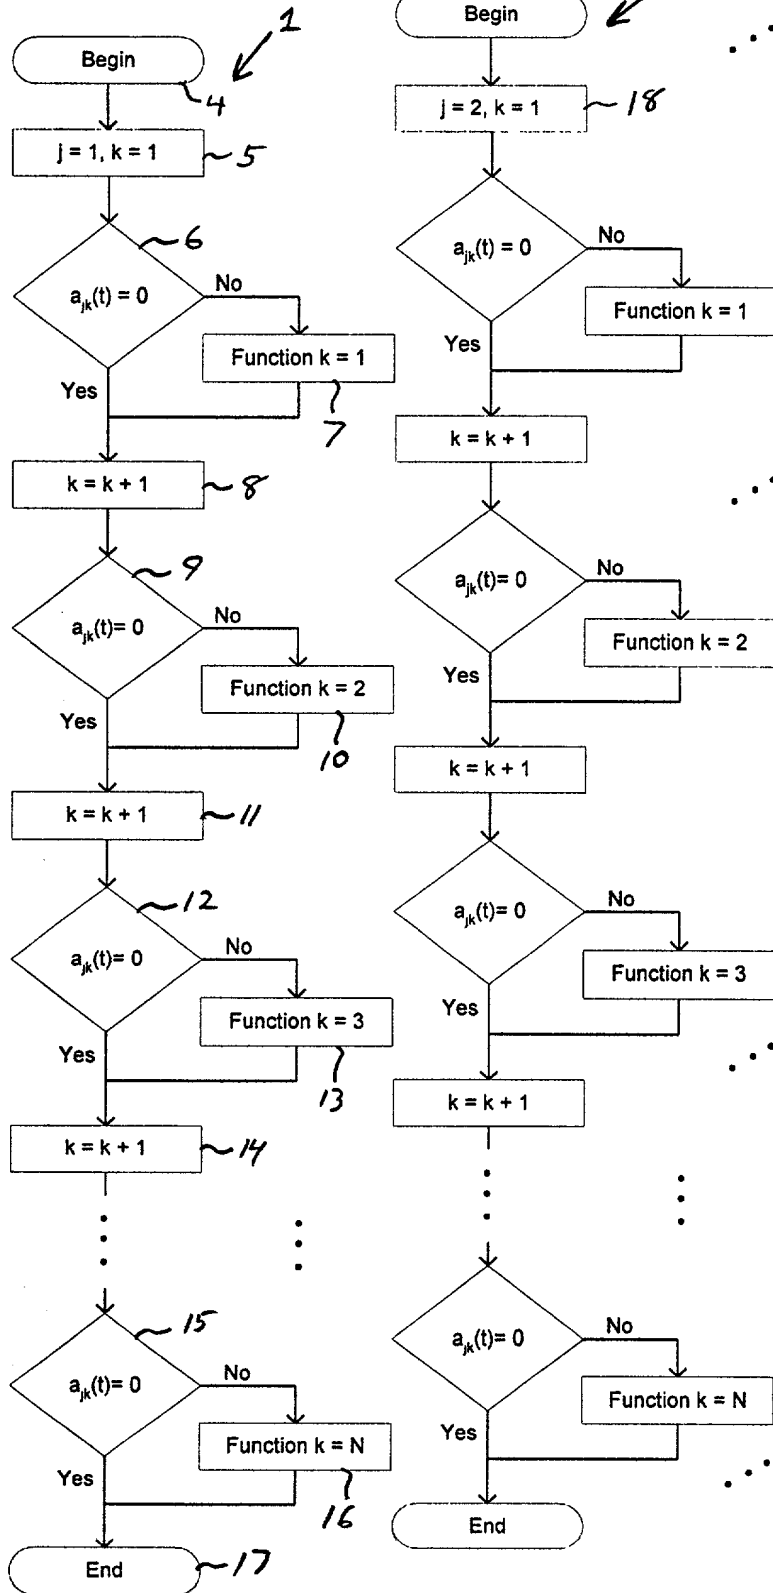 1
Begin
4
j = 1, k = 1
5
6
a_jk(t) = 0
No
Function k = 1
7
Yes
k = k + 1
8
9
a_jk(t)= 0
No
Function k = 2
10
Yes
k = k + 1
11
12
a_jk(t)= 0
No
Function k = 3
13
Yes
k = k + 1
14
15
a_jk(t)= 0
No
Function k = N
16
Yes
End
17
Begin
j = 2, k = 1
18
a_jk(t) = 0
No
Function k = 1
Yes
k = k + 1
a_jk(t)= 0
No
Function k = 2
Yes
k = k + 1
a_jk(t)= 0
No
Function k = 3
Yes
k = k + 1
a_jk(t)= 0
No
Function k = N
Yes
End